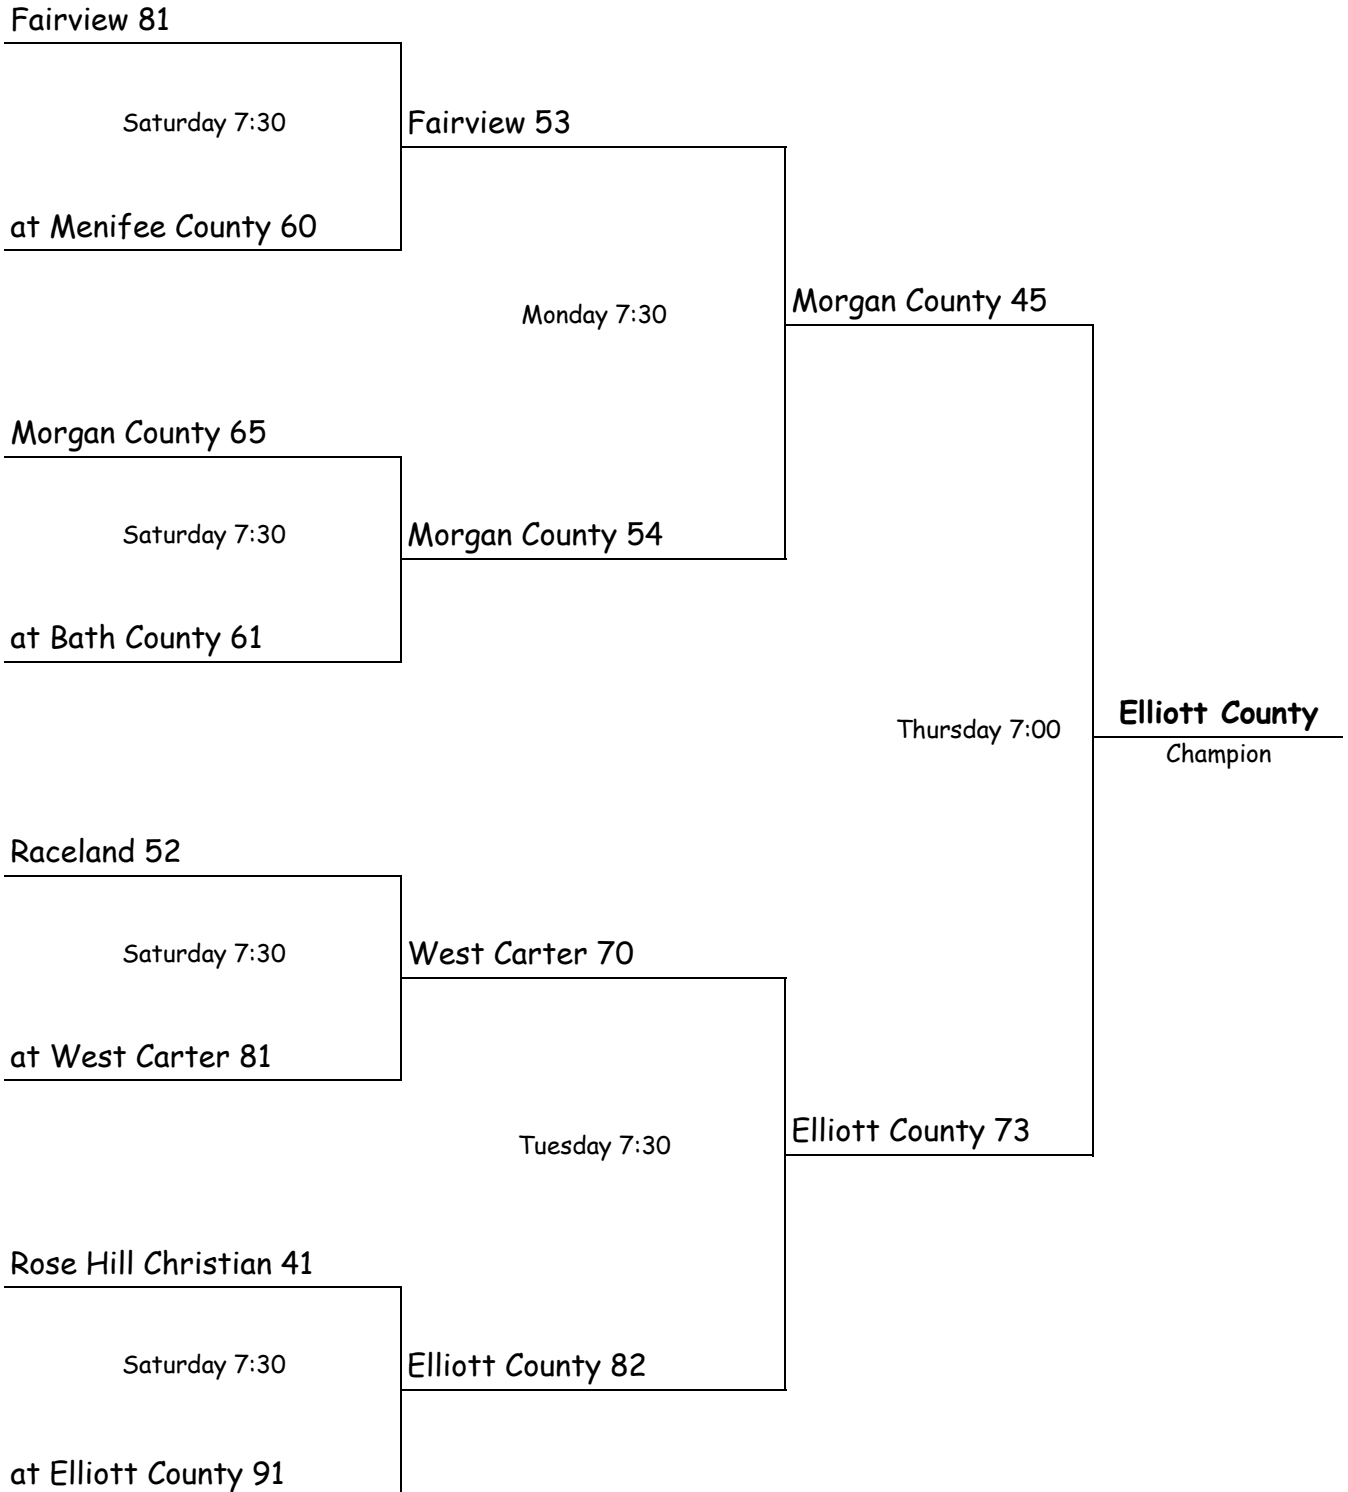 Fairview 81
Saturday 7:30
Fairview 53
at Menifee County 60
Monday 7:30
Morgan County 45
Morgan County 65
Saturday 7:30
Morgan County 54
at Bath County 61
Thursday 7:00
Elliott County
Champion
Raceland 52
Saturday 7:30
West Carter 70
at West Carter 81
Tuesday 7:30
Elliott County 73
Rose Hill Christian 41
Saturday 7:30
Elliott County 82
at Elliott County 91